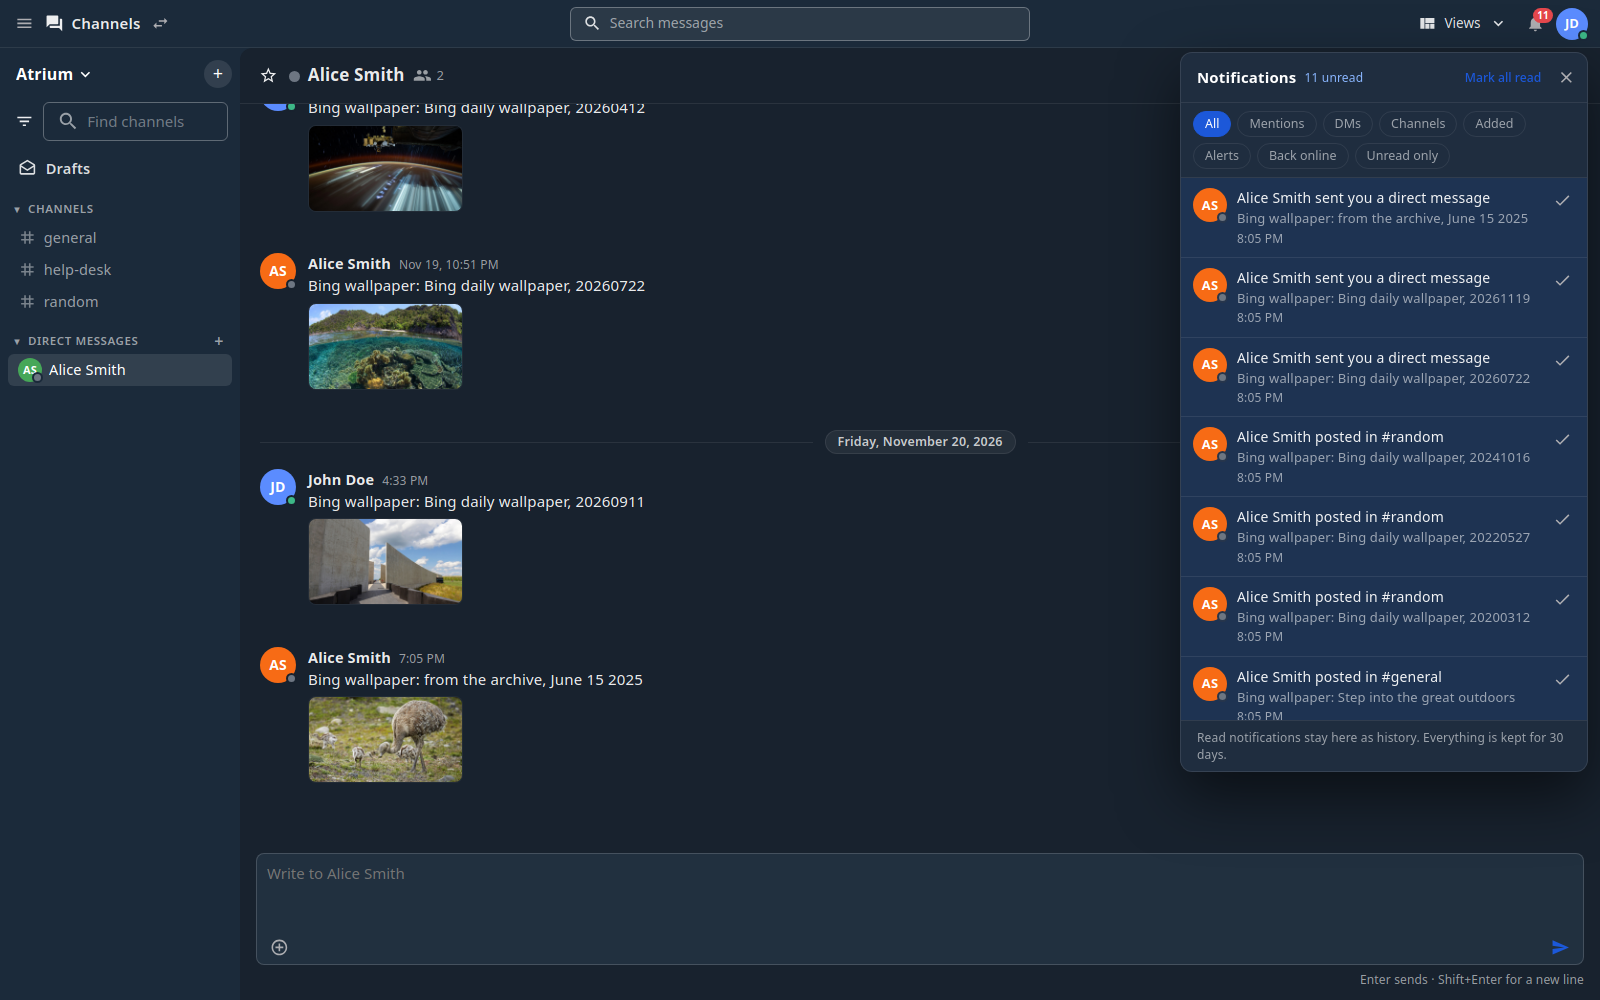 Channels
Search messages
Views
11
JD
Atrium
+
Find channels
Drafts
CHANNELS
general
help-desk
random
DIRECT MESSAGES +
AS Alice Smith
Alice Smith 2
Bing wallpaper: Bing daily wallpaper, 20260412
AS
Alice Smith Nov 19, 10:51 PM
Bing wallpaper: Bing daily wallpaper, 20260722
Friday, November 20, 2026
JD
John Doe 4:33 PM
Bing wallpaper: Bing daily wallpaper, 20260911
AS
Alice Smith 7:05 PM
Bing wallpaper: from the archive, June 15 2025
Write to Alice Smith
Enter sends · Shift+Enter for a new line
Notifications 11 unread Mark all read
All Mentions DMs Channels Added
Alerts Back online Unread only
AS
Alice Smith sent you a direct message
Bing wallpaper: from the archive, June 15 2025
8:05 PM
AS
Alice Smith sent you a direct message
Bing wallpaper: Bing daily wallpaper, 20261119
8:05 PM
AS
Alice Smith sent you a direct message
Bing wallpaper: Bing daily wallpaper, 20260722
8:05 PM
AS
Alice Smith posted in #random
Bing wallpaper: Bing daily wallpaper, 20241016
8:05 PM
AS
Alice Smith posted in #random
Bing wallpaper: Bing daily wallpaper, 20220527
8:05 PM
AS
Alice Smith posted in #random
Bing wallpaper: Bing daily wallpaper, 20200312
8:05 PM
AS
Alice Smith posted in #general
Bing wallpaper: Step into the great outdoors
8:05 PM
Read notifications stay here as history. Everything is kept for 30
days.